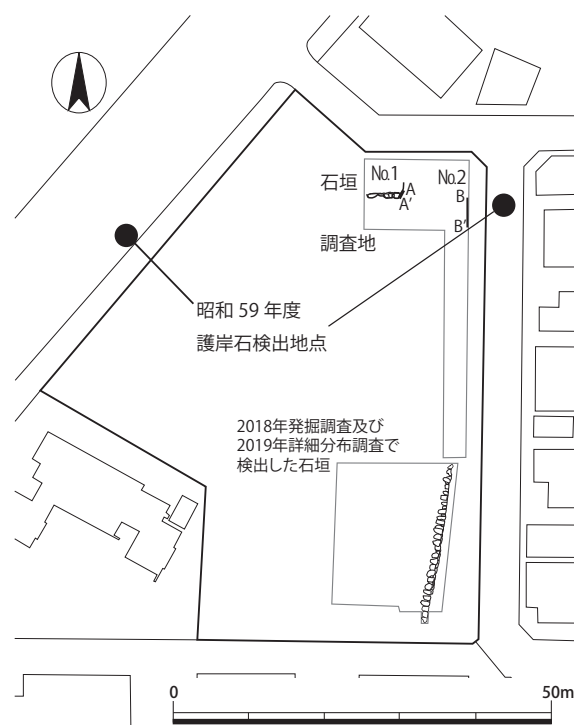 No.1
No.2
石垣
A
A'
B
B'
調査地
昭和 59 年度
護岸石検出地点
2018年発掘調査及び
2019年詳細分布調査で
検出した石垣
0
50m